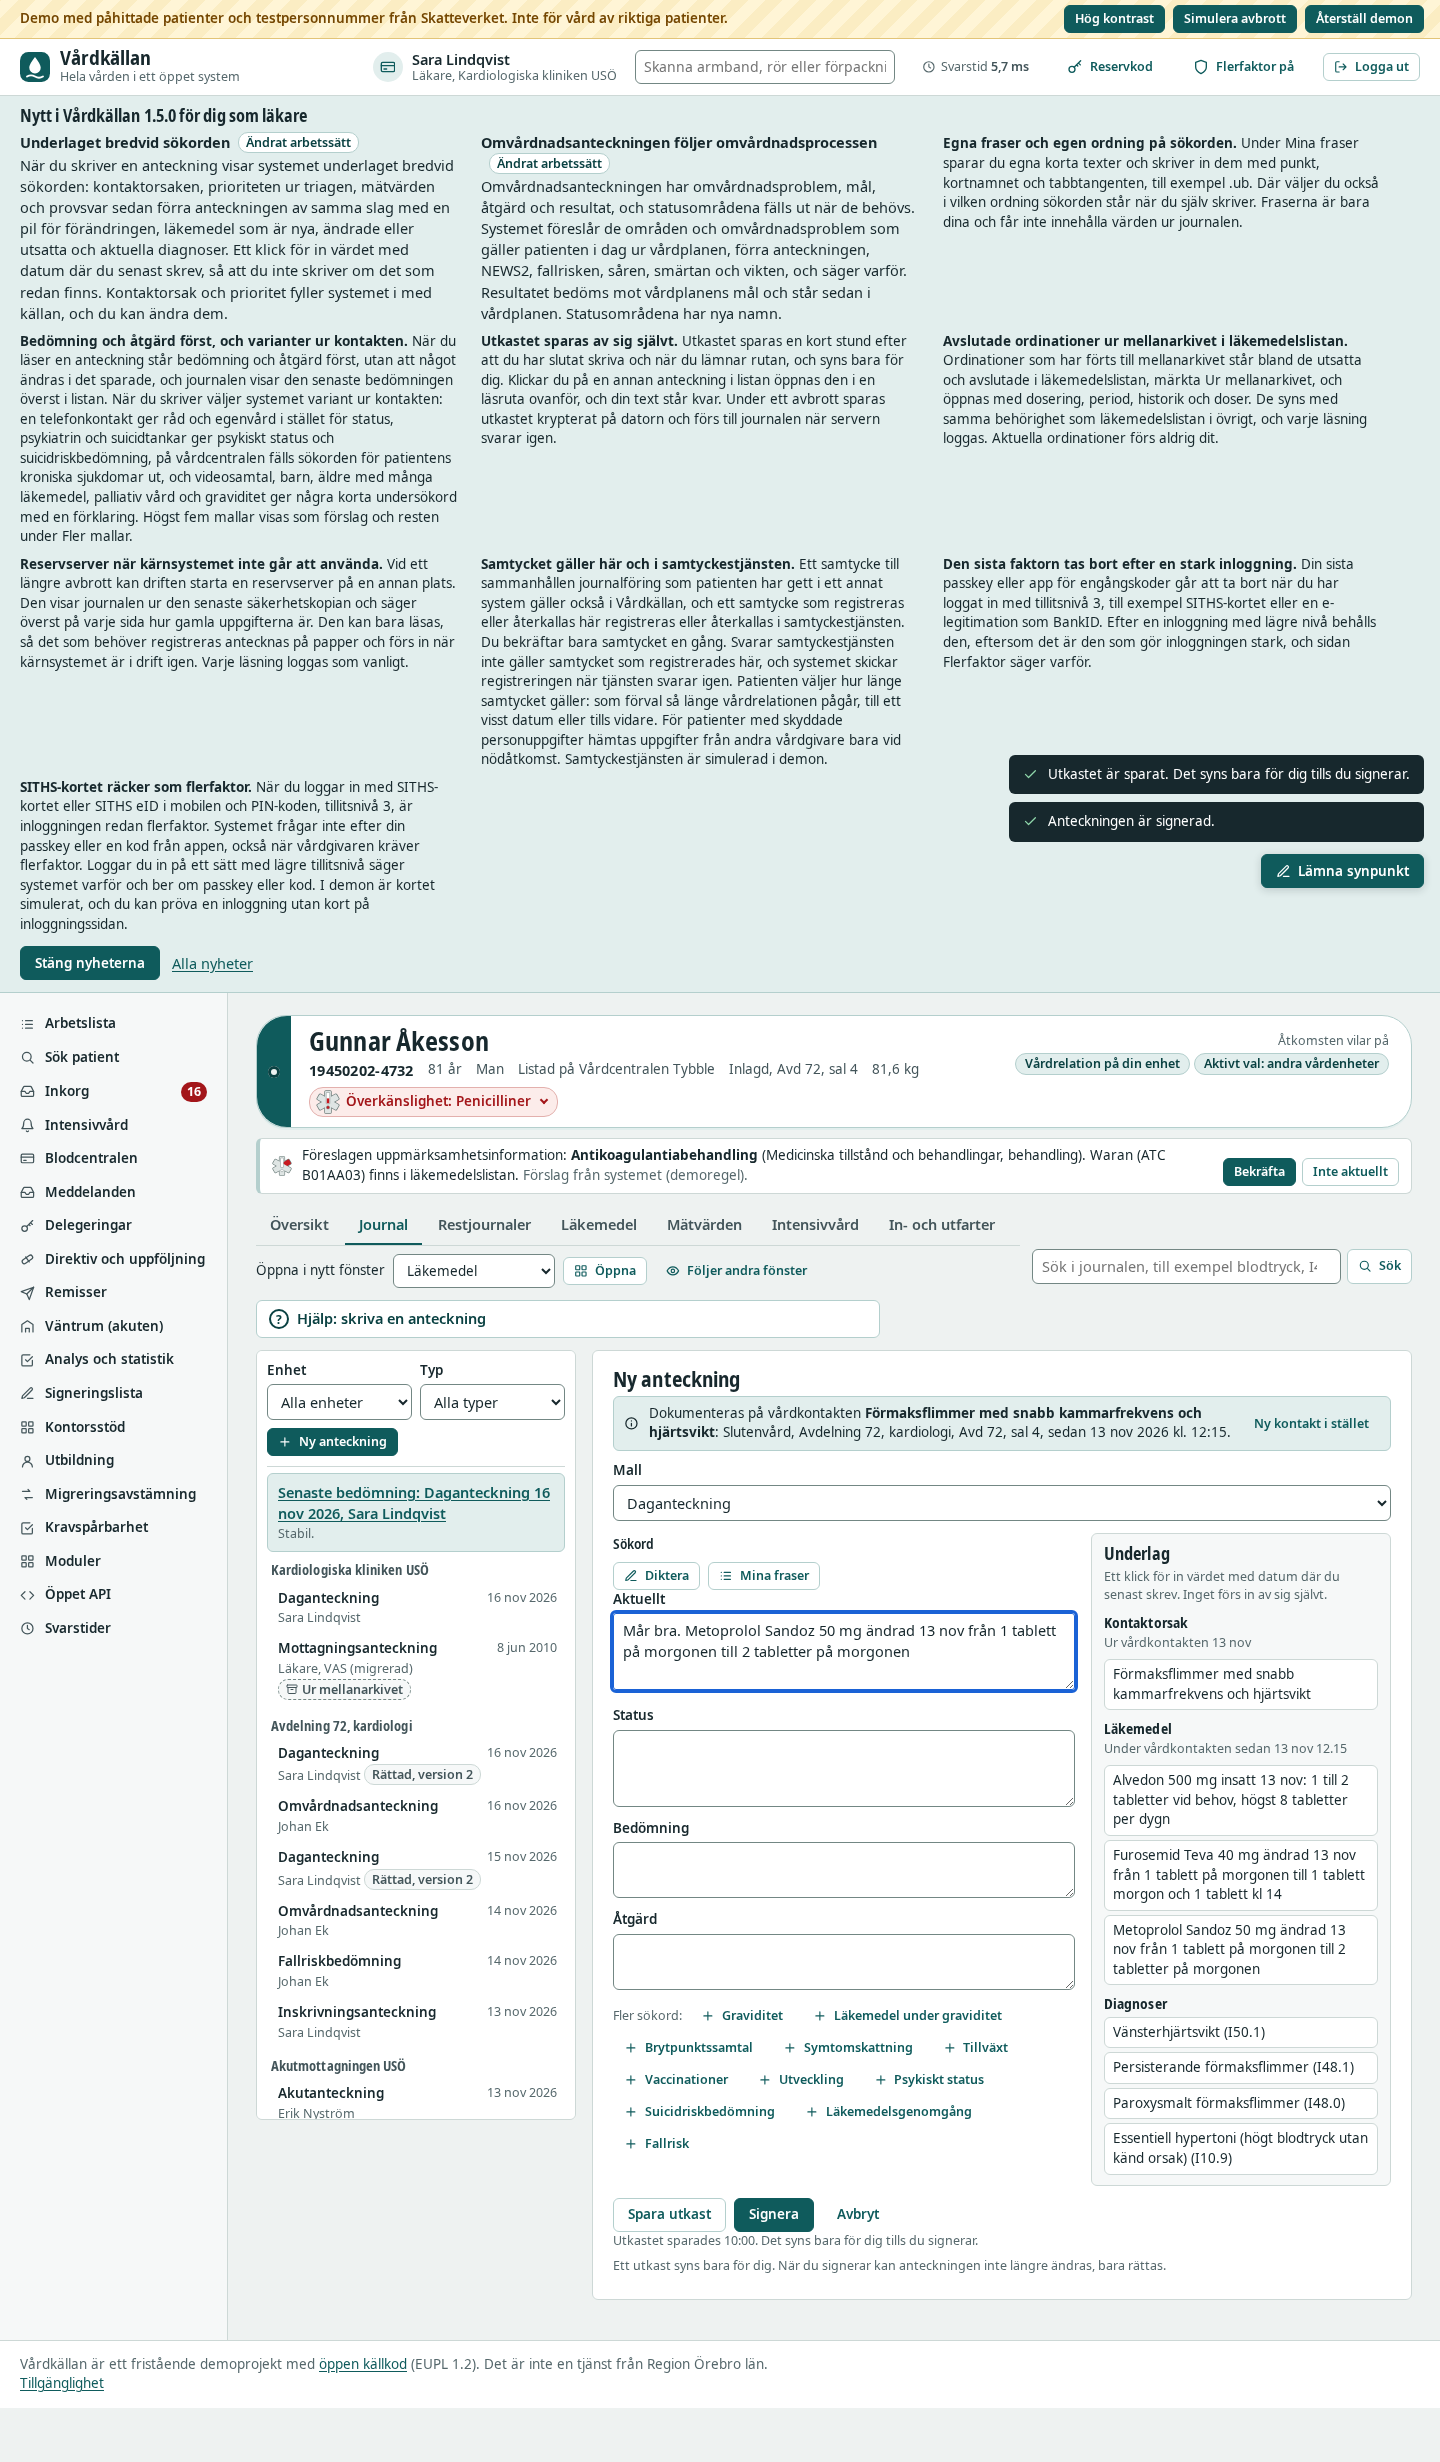 Demo med påhittade patienter och testpersonnummer från Skatteverket. Inte för vård av riktiga patienter.
Hög kontrast
Simulera avbrott
Återställ demon
Vårdkällan
Hela vården i ett öppet system
Sara Lindqvist
Läkare, Kardiologiska kliniken USÖ
Skanna armband, rör eller förpackni
Svarstid 5,7 ms
Reservkod
Flerfaktor på
Logga ut
Nytt i Vårdkällan 1.5.0 för dig som läkare
Underlaget bredvid sökorden Ändrat arbetssätt
När du skriver en anteckning visar systemet underlaget bredvid
sökorden: kontaktorsaken, prioriteten ur triagen, mätvärden
och provsvar sedan förra anteckningen av samma slag med en
pil för förändringen, läkemedel som är nya, ändrade eller
utsatta och aktuella diagnoser. Ett klick för in värdet med
datum där du senast skrev, så att du inte skriver om det som
redan finns. Kontaktorsak och prioritet fyller systemet i med
källan, och du kan ändra dem.
Omvårdnadsanteckningen följer omvårdnadsprocessen
Ändrat arbetssätt
Omvårdnadsanteckningen har omvårdnadsproblem, mål,
åtgärd och resultat, och statusområdena fälls ut när de behövs.
Systemet föreslår de områden och omvårdnadsproblem som
gäller patienten i dag ur vårdplanen, förra anteckningen,
NEWS2, fallrisken, såren, smärtan och vikten, och säger varför.
Resultatet bedöms mot vårdplanens mål och står sedan i
vårdplanen. Statusområdena har nya namn.
Egna fraser och egen ordning på sökorden. Under Mina fraser
sparar du egna korta texter och skriver in dem med punkt,
kortnamnet och tabbtangenten, till exempel .ub. Där väljer du också
i vilken ordning sökorden står när du själv skriver. Fraserna är bara
dina och får inte innehålla värden ur journalen.
Bedömning och åtgärd först, och varianter ur kontakten. När du
läser en anteckning står bedömning och åtgärd först, utan att något
ändras i det sparade, och journalen visar den senaste bedömningen
överst i listan. När du skriver väljer systemet variant ur kontakten:
en telefonkontakt ger råd och egenvård i stället för status,
psykiatrin och suicidtankar ger psykiskt status och
suicidriskbedömning, på vårdcentralen fälls sökorden för patientens
kroniska sjukdomar ut, och videosamtal, barn, äldre med många
läkemedel, palliativ vård och graviditet ger några korta undersökord
med en förklaring. Högst fem mallar visas som förslag och resten
under Fler mallar.
Utkastet sparas av sig självt. Utkastet sparas en kort stund efter
att du har slutat skriva och när du lämnar rutan, och syns bara för
dig. Klickar du på en annan anteckning i listan öppnas den i en
läsruta ovanför, och din text står kvar. Under ett avbrott sparas
utkastet krypterat på datorn och förs till journalen när servern
svarar igen.
Avslutade ordinationer ur mellanarkivet i läkemedelslistan.
Ordinationer som har förts till mellanarkivet står bland de utsatta
och avslutade i läkemedelslistan, märkta Ur mellanarkivet, och
öppnas med dosering, period, historik och doser. De syns med
samma behörighet som läkemedelslistan i övrigt, och varje läsning
loggas. Aktuella ordinationer förs aldrig dit.
Reservserver när kärnsystemet inte går att använda. Vid ett
längre avbrott kan driften starta en reservserver på en annan plats.
Den visar journalen ur den senaste säkerhetskopian och säger
överst på varje sida hur gamla uppgifterna är. Den kan bara läsas,
så det som behöver registreras antecknas på papper och förs in när
kärnsystemet är i drift igen. Varje läsning loggas som vanligt.
Samtycket gäller här och i samtyckestjänsten. Ett samtycke till
sammanhållen journalföring som patienten har gett i ett annat
system gäller också i Vårdkällan, och ett samtycke som registreras
eller återkallas här registreras eller återkallas i samtyckestjänsten.
Du bekräftar bara samtycket en gång. Svarar samtyckestjänsten
inte gäller samtycket som registrerades här, och systemet skickar
registreringen när tjänsten svarar igen. Patienten väljer hur länge
samtycket gäller: som förval så länge vårdrelationen pågår, till ett
visst datum eller tills vidare. För patienter med skyddade
personuppgifter hämtas uppgifter från andra vårdgivare bara vid
nödåtkomst. Samtyckestjänsten är simulerad i demon.
Den sista faktorn tas bort efter en stark inloggning. Din sista
passkey eller app för engångskoder går att ta bort när du har
loggat in med tillitsnivå 3, till exempel SITHS-kortet eller en e-
legitimation som BankID. Efter en inloggning med lägre nivå behålls
den, eftersom det är den som gör inloggningen stark, och sidan
Flerfaktor säger varför.
SITHS-kortet räcker som flerfaktor. När du loggar in med SITHS-
kortet eller SITHS eID i mobilen och PIN-koden, tillitsnivå 3, är
inloggningen redan flerfaktor. Systemet frågar inte efter din
passkey eller en kod från appen, också när vårdgivaren kräver
flerfaktor. Loggar du in på ett sätt med lägre tillitsnivå säger
systemet varför och ber om passkey eller kod. I demon är kortet
simulerat, och du kan pröva en inloggning utan kort på
inloggningssidan.
Utkastet är sparat. Det syns bara för dig tills du signerar.
Anteckningen är signerad.
Lämna synpunkt
Stäng nyheterna
Alla nyheter
Arbetslista
Sök patient
Inkorg 16
Intensivvård
Blodcentralen
Meddelanden
Delegeringar
Direktiv och uppföljning
Remisser
Väntrum (akuten)
Analys och statistik
Signeringslista
Kontorsstöd
Utbildning
Migreringsavstämning
Kravspårbarhet
Moduler
Öppet API
Svarstider
Gunnar Åkesson
19450202-4732 81 år Man Listad på Vårdcentralen Tybble Inlagd, Avd 72, sal 4 81,6 kg
Överkänslighet: Penicilliner
Åtkomsten vilar på
Vårdrelation på din enhet
Aktivt val: andra vårdenheter
Föreslagen uppmärksamhetsinformation: Antikoagulantiabehandling (Medicinska tillstånd och behandlingar, behandling). Waran (ATC
B01AA03) finns i läkemedelslistan. Förslag från systemet (demoregel).
Bekräfta
Inte aktuellt
Översikt
Journal
Restjournaler
Läkemedel
Mätvärden
Intensivvård
In- och utfarter
Öppna i nytt fönster
Läkemedel
Öppna
Följer andra fönster
Sök i journalen, till exempel blodtryck, I4
Sök
? Hjälp: skriva en anteckning
Enhet
Typ
Alla enheter
Alla typer
Ny anteckning
Senaste bedömning: Daganteckning 16
nov 2026, Sara Lindqvist
Stabil.
Kardiologiska kliniken USÖ
Daganteckning 16 nov 2026
Sara Lindqvist
Mottagningsanteckning 8 jun 2010
Läkare, VAS (migrerad)
Ur mellanarkivet
Avdelning 72, kardiologi
Daganteckning 16 nov 2026
Sara Lindqvist Rättad, version 2
Omvårdnadsanteckning 16 nov 2026
Johan Ek
Daganteckning 15 nov 2026
Sara Lindqvist Rättad, version 2
Omvårdnadsanteckning 14 nov 2026
Johan Ek
Fallriskbedömning 14 nov 2026
Johan Ek
Inskrivningsanteckning 13 nov 2026
Sara Lindqvist
Akutmottagningen USÖ
Akutanteckning 13 nov 2026
Erik Nyström
Ny anteckning
Dokumenteras på vårdkontakten Förmaksflimmer med snabb kammarfrekvens och
hjärtsvikt: Slutenvård, Avdelning 72, kardiologi, Avd 72, sal 4, sedan 13 nov 2026 kl. 12:15.
Ny kontakt i stället
Mall
Daganteckning
Sökord
Diktera
Mina fraser
Aktuellt
Mår bra. Metoprolol Sandoz 50 mg ändrad 13 nov från 1 tablett
på morgonen till 2 tabletter på morgonen
Status
Bedömning
Åtgärd
Fler sökord:
Graviditet
Läkemedel under graviditet
Brytpunktssamtal
Symtomskattning
Tillväxt
Vaccinationer
Utveckling
Psykiskt status
Suicidriskbedömning
Läkemedelsgenomgång
Fallrisk
Underlag
Ett klick för in värdet med datum där du
senast skrev. Inget förs in av sig självt.
Kontaktorsak
Ur vårdkontakten 13 nov
Förmaksflimmer med snabb
kammarfrekvens och hjärtsvikt
Läkemedel
Under vårdkontakten sedan 13 nov 12.15
Alvedon 500 mg insatt 13 nov: 1 till 2
tabletter vid behov, högst 8 tabletter
per dygn
Furosemid Teva 40 mg ändrad 13 nov
från 1 tablett på morgonen till 1 tablett
morgon och 1 tablett kl 14
Metoprolol Sandoz 50 mg ändrad 13
nov från 1 tablett på morgonen till 2
tabletter på morgonen
Diagnoser
Vänsterhjärtsvikt (I50.1)
Persisterande förmaksflimmer (I48.1)
Paroxysmalt förmaksflimmer (I48.0)
Essentiell hypertoni (högt blodtryck utan
känd orsak) (I10.9)
Spara utkast
Signera
Avbryt
Utkastet sparades 10:00. Det syns bara för dig tills du signerar.
Ett utkast syns bara för dig. När du signerar kan anteckningen inte längre ändras, bara rättas.
Vårdkällan är ett fristående demoprojekt med öppen källkod (EUPL 1.2). Det är inte en tjänst från Region Örebro län.
Tillgänglighet